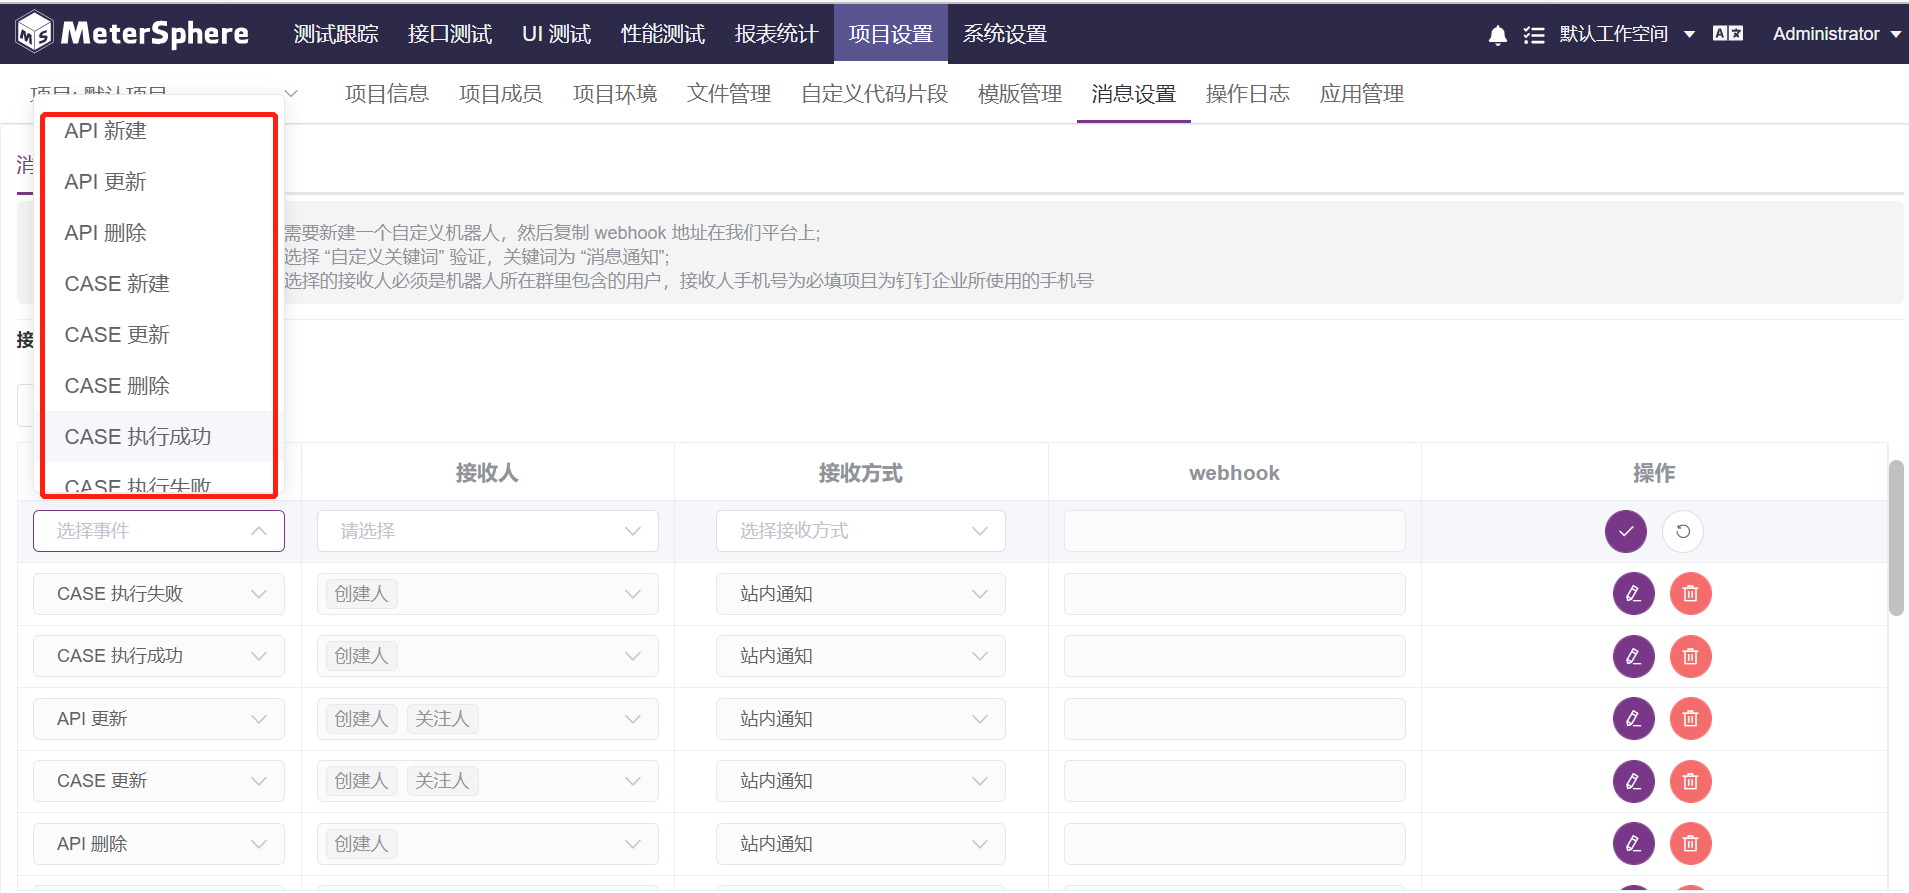 MeterSphere 测试跟踪 接口测试 UI 测试 性能测试 报表统计 项目设置 系统设置 默认工作空间 Administrator
项目: 默认项目 项目信息 项目成员 项目环境 文件管理 自定义代码片段 模版管理 消息设置 操作日志 应用管理
API 新建
消
API 更新
API 删除
需要新建一个自定义机器人，然后复制 webhook 地址在我们平台上;
选择 “自定义关键词” 验证，关键词为 “消息通知”;
选择的接收人必须是机器人所在群里包含的用户，接收人手机号为必填项目为钉钉企业所使用的手机号
CASE 新建
CASE 更新
接
CASE 删除
CASE 执行成功
CASE 执行失败
接收人 接收方式 webhook 操作
选择事件 请选择 选择接收方式
CASE 执行失败 创建人 站内通知
CASE 执行成功 创建人 站内通知
API 更新 创建人 关注人 站内通知
CASE 更新 创建人 关注人 站内通知
API 删除 创建人 站内通知